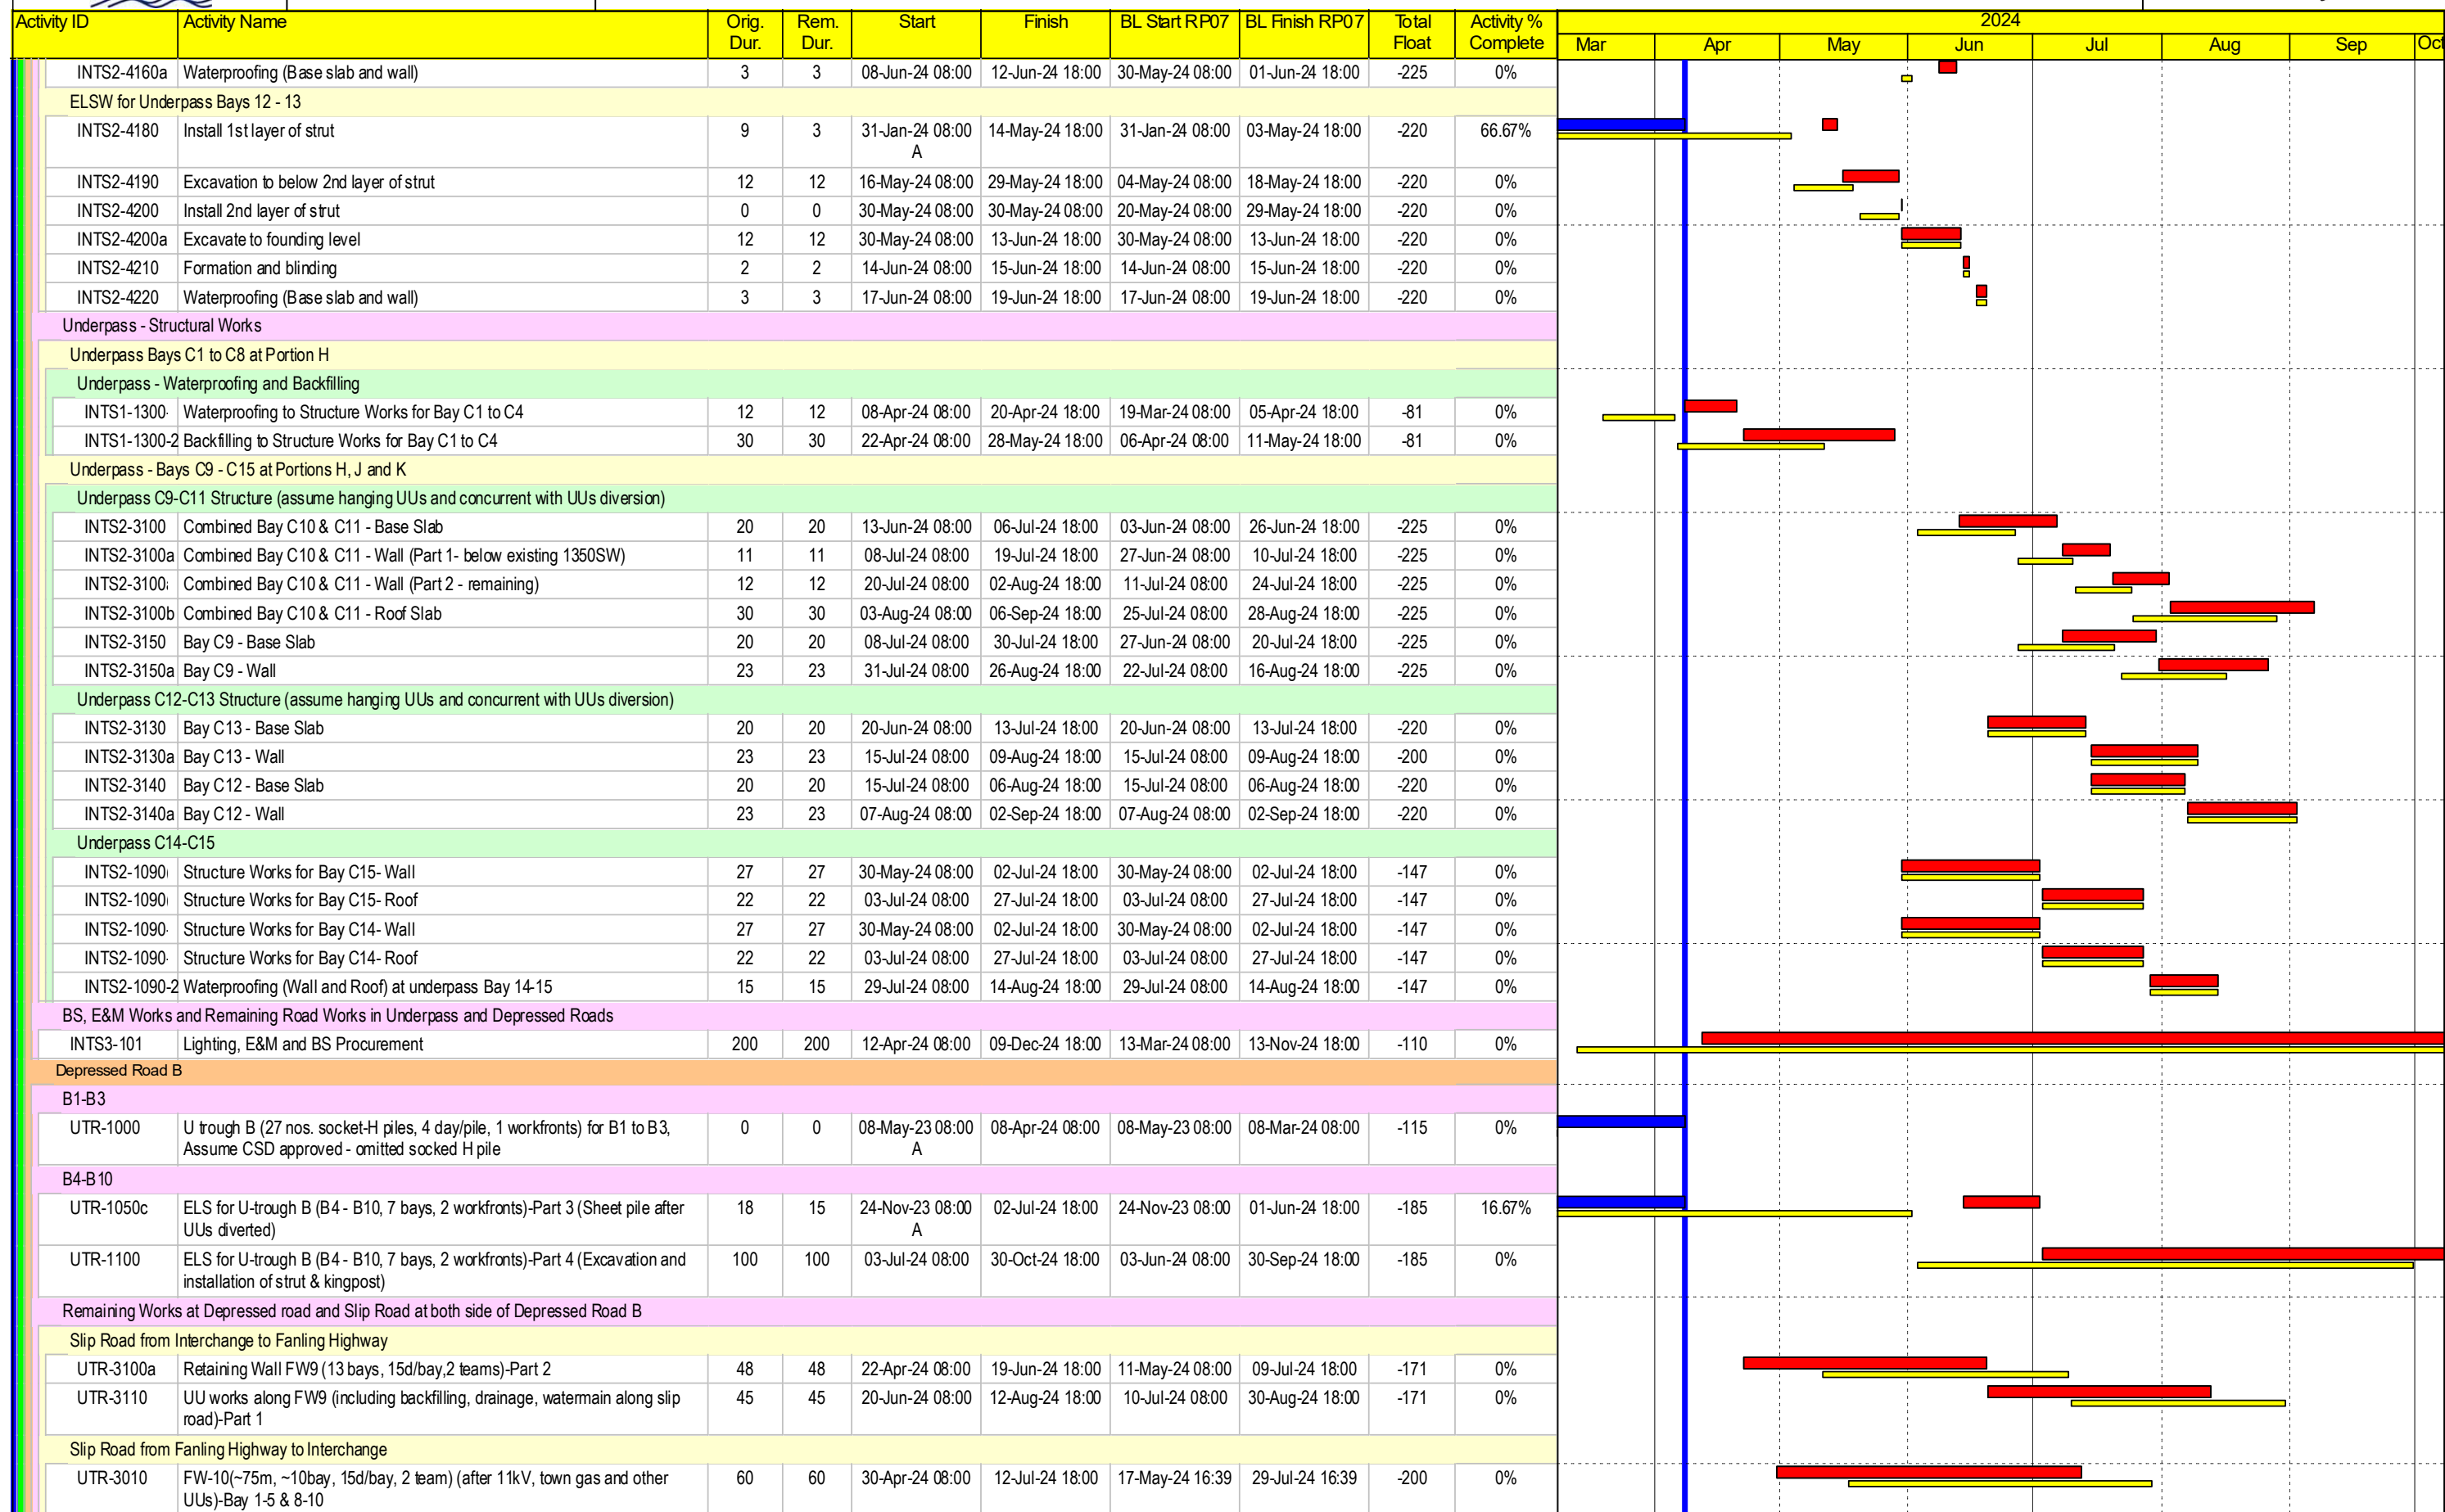 Activity ID Activity Name Orig. Dur. Rem. Dur. Start Finish BL Start RP07 BL Finish RP07 Total Float Activity % Complete 2024
Mar Apr May Jun Jul Aug Sep Oct
INTS2-4160a Waterproofing (Base slab and wall) 3 3 08-Jun-24 08:00 12-Jun-24 18:00 30-May-24 08:00 01-Jun-24 18:00 -225 0%
ELSW for Underpass Bays 12 - 13
INTS2-4180 Install 1st layer of strut 9 3 31-Jan-24 08:00 A 14-May-24 18:00 31-Jan-24 08:00 03-May-24 18:00 -220 66.67%
INTS2-4190 Excavation to below 2nd layer of strut 12 12 16-May-24 08:00 29-May-24 18:00 04-May-24 08:00 18-May-24 18:00 -220 0%
INTS2-4200 Install 2nd layer of strut 0 0 30-May-24 08:00 30-May-24 08:00 20-May-24 08:00 29-May-24 18:00 -220 0%
INTS2-4200a Excavate to founding level 12 12 30-May-24 08:00 13-Jun-24 18:00 30-May-24 08:00 13-Jun-24 18:00 -220 0%
INTS2-4210 Formation and blinding 2 2 14-Jun-24 08:00 15-Jun-24 18:00 14-Jun-24 08:00 15-Jun-24 18:00 -220 0%
INTS2-4220 Waterproofing (Base slab and wall) 3 3 17-Jun-24 08:00 19-Jun-24 18:00 17-Jun-24 08:00 19-Jun-24 18:00 -220 0%
Underpass - Structural Works
Underpass Bays C1 to C8 at Portion H
Underpass - Waterproofing and Backfilling
INTS1-1300- Waterproofing to Structure Works for Bay C1 to C4 12 12 08-Apr-24 08:00 20-Apr-24 18:00 19-Mar-24 08:00 05-Apr-24 18:00 -81 0%
INTS1-1300-2 Backfilling to Structure Works for Bay C1 to C4 30 30 22-Apr-24 08:00 28-May-24 18:00 06-Apr-24 08:00 11-May-24 18:00 -81 0%
Underpass - Bays C9 - C15 at Portions H, J and K
Underpass C9-C11 Structure (assume hanging UUs and concurrent with UUs diversion)
INTS2-3100 Combined Bay C10 & C11 - Base Slab 20 20 13-Jun-24 08:00 06-Jul-24 18:00 03-Jun-24 08:00 26-Jun-24 18:00 -225 0%
INTS2-3100a Combined Bay C10 & C11 - Wall (Part 1- below existing 1350SW) 11 11 08-Jul-24 08:00 19-Jul-24 18:00 27-Jun-24 08:00 10-Jul-24 18:00 -225 0%
INTS2-3100 Combined Bay C10 & C11 - Wall (Part 2 - remaining) 12 12 20-Jul-24 08:00 02-Aug-24 18:00 11-Jul-24 08:00 24-Jul-24 18:00 -225 0%
INTS2-3100b Combined Bay C10 & C11 - Roof Slab 30 30 03-Aug-24 08:00 06-Sep-24 18:00 25-Jul-24 08:00 28-Aug-24 18:00 -225 0%
INTS2-3150 Bay C9 - Base Slab 20 20 08-Jul-24 08:00 30-Jul-24 18:00 27-Jun-24 08:00 20-Jul-24 18:00 -225 0%
INTS2-3150a Bay C9 - Wall 23 23 31-Jul-24 08:00 26-Aug-24 18:00 22-Jul-24 08:00 16-Aug-24 18:00 -225 0%
Underpass C12-C13 Structure (assume hanging UUs and concurrent with UUs diversion)
INTS2-3130 Bay C13 - Base Slab 20 20 20-Jun-24 08:00 13-Jul-24 18:00 20-Jun-24 08:00 13-Jul-24 18:00 -220 0%
INTS2-3130a Bay C13 - Wall 23 23 15-Jul-24 08:00 09-Aug-24 18:00 15-Jul-24 08:00 09-Aug-24 18:00 -200 0%
INTS2-3140 Bay C12 - Base Slab 20 20 15-Jul-24 08:00 06-Aug-24 18:00 15-Jul-24 08:00 06-Aug-24 18:00 -220 0%
INTS2-3140a Bay C12 - Wall 23 23 07-Aug-24 08:00 02-Sep-24 18:00 07-Aug-24 08:00 02-Sep-24 18:00 -220 0%
Underpass C14-C15
INTS2-1090 Structure Works for Bay C15- Wall 27 27 30-May-24 08:00 02-Jul-24 18:00 30-May-24 08:00 02-Jul-24 18:00 -147 0%
INTS2-1090 Structure Works for Bay C15- Roof 22 22 03-Jul-24 08:00 27-Jul-24 18:00 03-Jul-24 08:00 27-Jul-24 18:00 -147 0%
INTS2-1090- Structure Works for Bay C14- Wall 27 27 30-May-24 08:00 02-Jul-24 18:00 30-May-24 08:00 02-Jul-24 18:00 -147 0%
INTS2-1090- Structure Works for Bay C14- Roof 22 22 03-Jul-24 08:00 27-Jul-24 18:00 03-Jul-24 08:00 27-Jul-24 18:00 -147 0%
INTS2-1090-2 Waterproofing (Wall and Roof) at underpass Bay 14-15 15 15 29-Jul-24 08:00 14-Aug-24 18:00 29-Jul-24 08:00 14-Aug-24 18:00 -147 0%
BS, E&M Works and Remaining Road Works in Underpass and Depressed Roads
INTS3-101 Lighting, E&M and BS Procurement 200 200 12-Apr-24 08:00 09-Dec-24 18:00 13-Mar-24 08:00 13-Nov-24 18:00 -110 0%
Depressed Road B
B1-B3
UTR-1000 U trough B (27 nos. socket-H piles, 4 day/pile, 1 workfronts) for B1 to B3, 0 0 08-May-23 08:00 08-Apr-24 08:00 08-May-23 08:00 08-Mar-24 08:00 -115 0%
Assume CSD approved - omitted socked H pile A
B4-B10
UTR-1050c ELS for U-trough B (B4 - B10, 7 bays, 2 workfronts)-Part 3 (Sheet pile after 18 15 24-Nov-23 08:00 02-Jul-24 18:00 24-Nov-23 08:00 01-Jun-24 18:00 -185 16.67%
UUs diverted) A
UTR-1100 ELS for U-trough B (B4 - B10, 7 bays, 2 workfronts)-Part 4 (Excavation and 100 100 03-Jul-24 08:00 30-Oct-24 18:00 03-Jun-24 08:00 30-Sep-24 18:00 -185 0%
installation of strut & kingpost)
Remaining Works at Depressed road and Slip Road at both side of Depressed Road B
Slip Road from Interchange to Fanling Highway
UTR-3100a Retaining Wall FW9 (13 bays, 15d/bay,2 teams)-Part 2 48 48 22-Apr-24 08:00 19-Jun-24 18:00 11-May-24 08:00 09-Jul-24 18:00 -171 0%
UTR-3110 UU works along FW9 (including backfilling, drainage, watermain along slip 45 45 20-Jun-24 08:00 12-Aug-24 18:00 10-Jul-24 08:00 30-Aug-24 18:00 -171 0%
road)-Part 1
Slip Road from Fanling Highway to Interchange
UTR-3010 FW-10(~75m, ~10bay, 15d/bay, 2 team) (after 11kV, town gas and other 60 60 30-Apr-24 08:00 12-Jul-24 18:00 17-May-24 16:39 29-Jul-24 16:39 -200 0%
UUs)-Bay 1-5 & 8-10